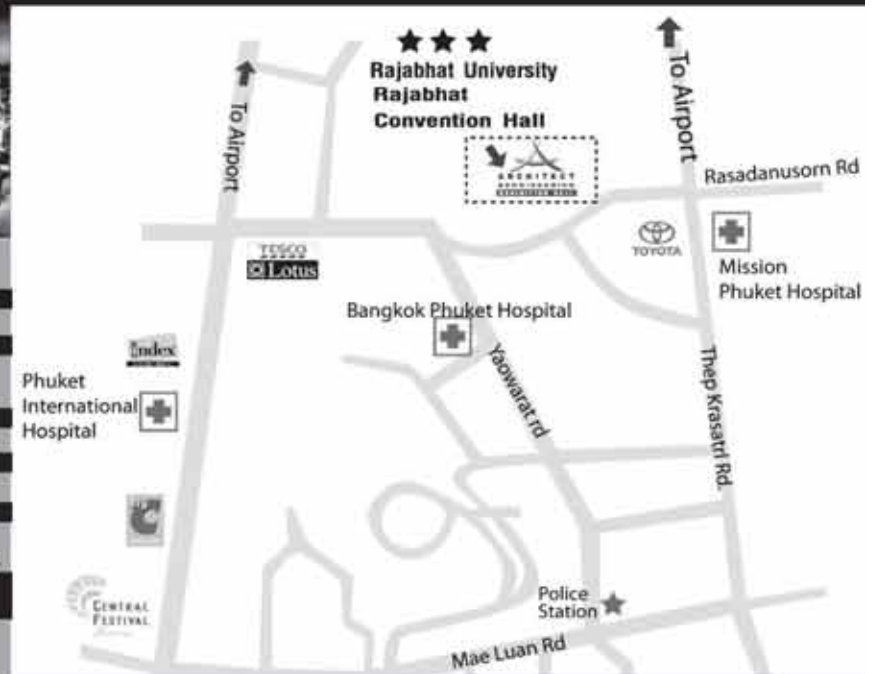 Rajabhat University
Rajabhat
Convention Hall
To Airport
To Airport
ARCHITECT
Rasadanusorn Rd
TOYOTA
Mission
Phuket Hospital
TESCO
Lotus
Bangkok Phuket Hospital
index
Phuket
International
Hospital
Yaowarat rd
Thep Krasatri Rd.
CENTRAL
FESTIVAL
Police
Station
Mae Luan Rd